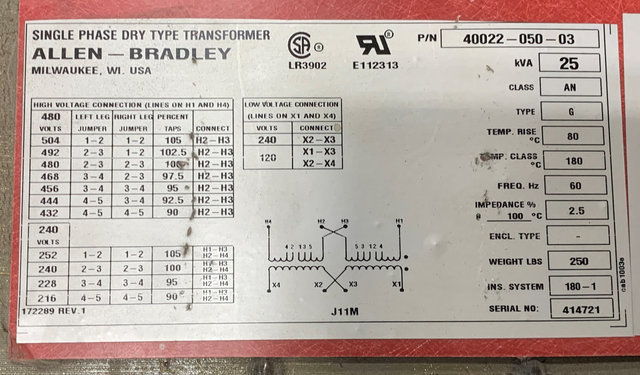 SINGLE PHASE DRY TYPE TRANSFORMER
ALLEN – BRADLEY
MILWAUKEE, WI. USA
SA
LR3902
E112313
P/N 40022-050-03
kVA 25
CLASS AN
TYPE G
TEMP. RISE °C 80
TEMP. CLASS °C 180
FREQ. Hz 60
IMPEDANCE %
@ 100 °C 2.5
ENCL. TYPE -
WEIGHT LBS 250
INS. SYSTEM 180-1
SERIAL NO: 414721
cab1003s
HIGH VOLTAGE CONNECTION (LINES ON H1 AND H4)
480 VOLTS LEFT LEG JUMPER RIGHT LEG JUMPER PERCENT TAPS CONNECT
504 1-2 1-2 105 H2-H3
492 2-3 1-2 102.5 H2-H3
480 2-3 2-3 100 H2-H3
468 3-4 2-3 97.5 H2-H3
456 3-4 3-4 95 H2-H3
444 4-5 3-4 92.5 H2-H3
432 4-5 4-5 90 H2-H3
240
VOLTS
252 1-2 1-2 105 H1-H3 H2-H4
240 2-3 2-3 100 H1-H3 H2-H4
228 3-4 3-4 95 H1-H3 H2-H4
216 4-5 4-5 90 H1-H3 H2-H4
172289 REV.1
LOW VOLTAGE CONNECTION
(LINES ON X1 AND X4)
VOLTS CONNECT
240 X2-X3
120 X1-X3
X2-X4
H4 H2 H3 H1
4 2 13 5 5 3 12 4
X4 X2 X3 X1
J11M